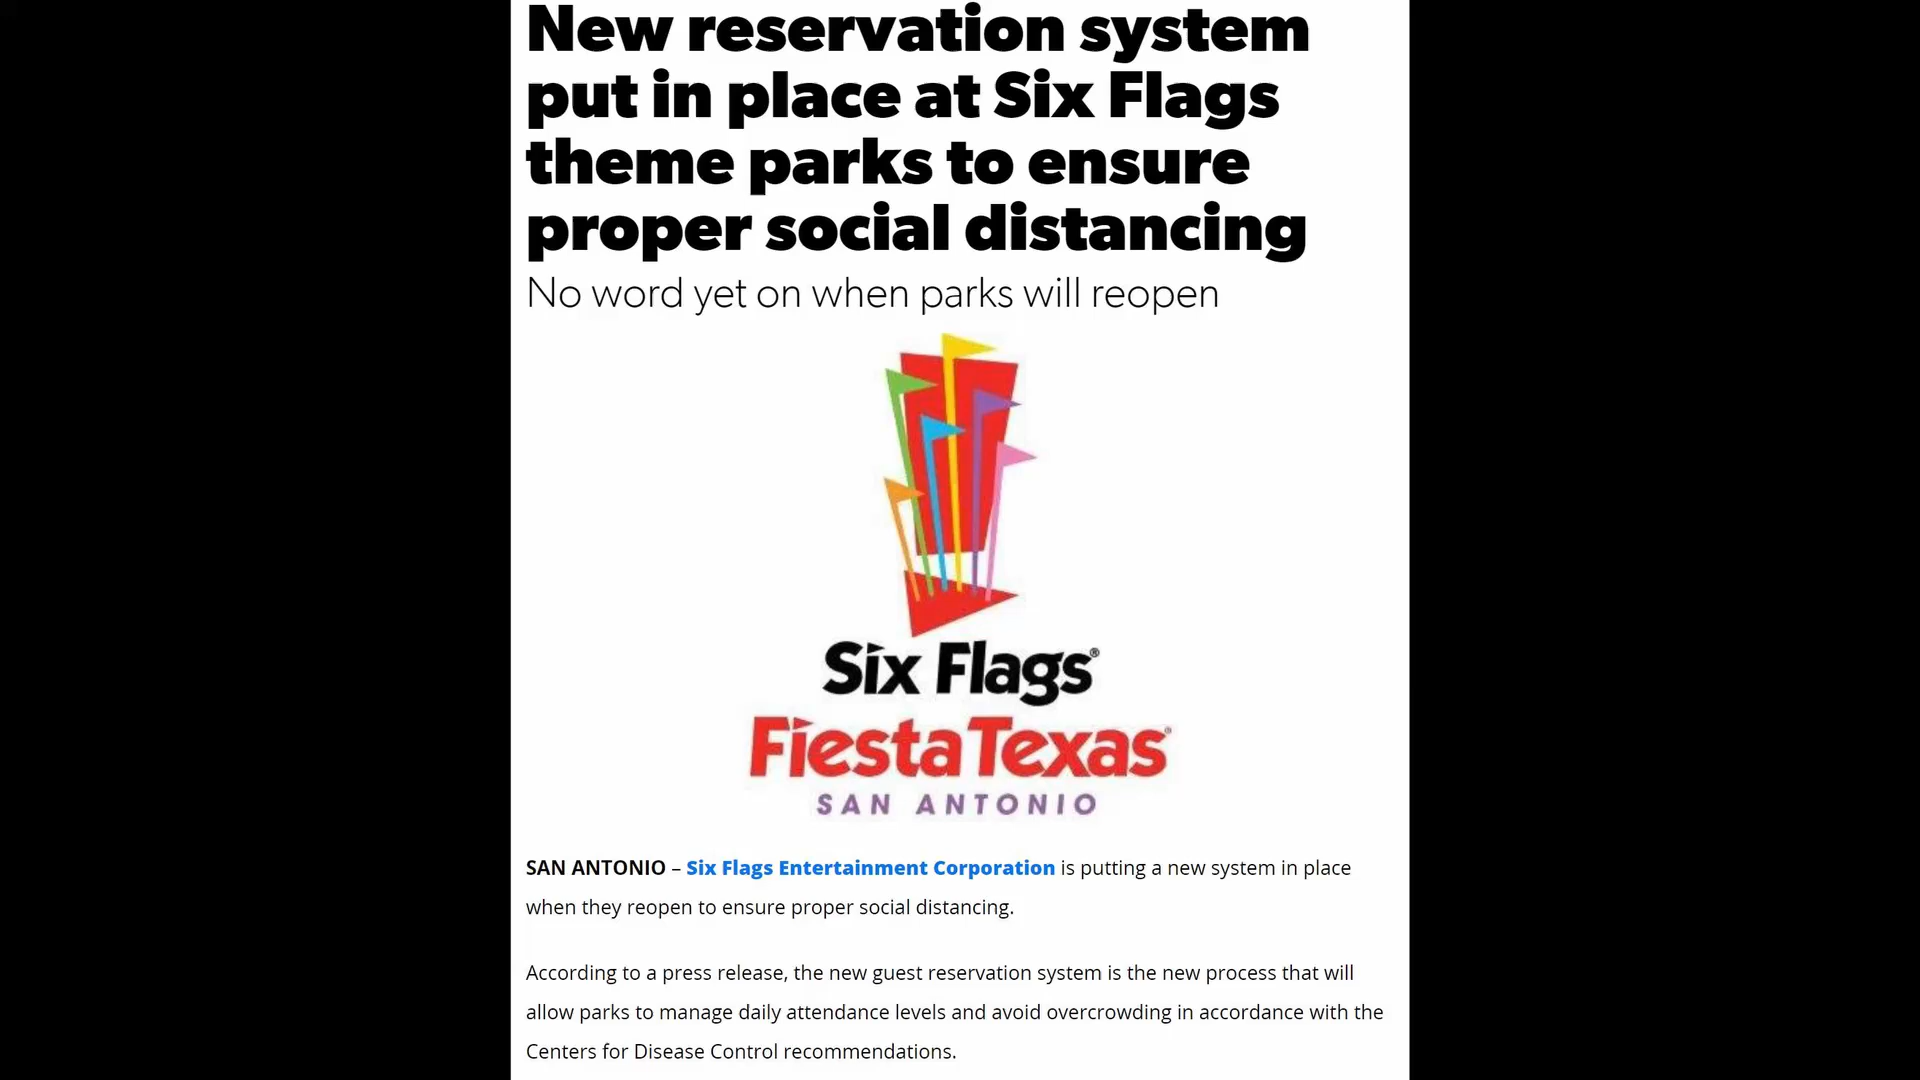 New reservation system
put in place at Six Flags
theme parks to ensure
proper social distancing
No word yet on when parks will reopen
Six Flags®
Fiesta Texas®
SAN ANTONIO
SAN ANTONIO – Six Flags Entertainment Corporation is putting a new system in place
when they reopen to ensure proper social distancing.
According to a press release, the new guest reservation system is the new process that will
allow parks to manage daily attendance levels and avoid overcrowding in accordance with the
Centers for Disease Control recommendations.